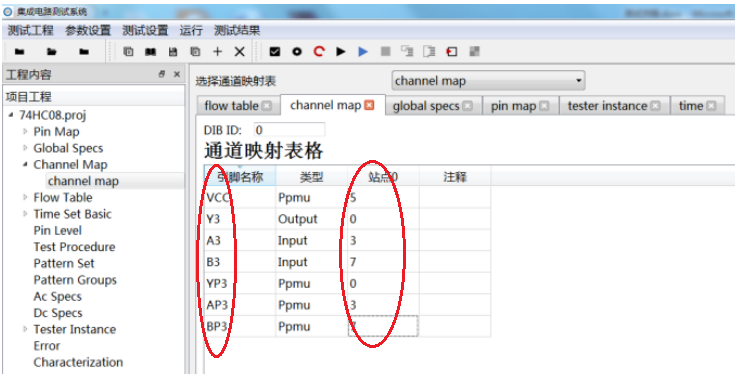 集成电路测试系统
测试工程 参数设置 测试设置 运行 测试结果
工程内容
项目工程
74HC08.proj
Pin Map
Global Specs
Channel Map
channel map
Flow Table
Time Set Basic
Pin Level
Test Procedure
Pattern Set
Pattern Groups
Ac Specs
Dc Specs
Tester Instance
Error
Characterization
选择通道映射表 channel map
flow table channel map global specs pin map tester instance time
DIB ID: 0
通道映射表格
引脚名称 类型 站点0 注释
VCC Ppmu 5
Y3 Output 0
A3 Input 3
B3 Input 7
YP3 Ppmu 0
AP3 Ppmu 3
BP3 Ppmu 7